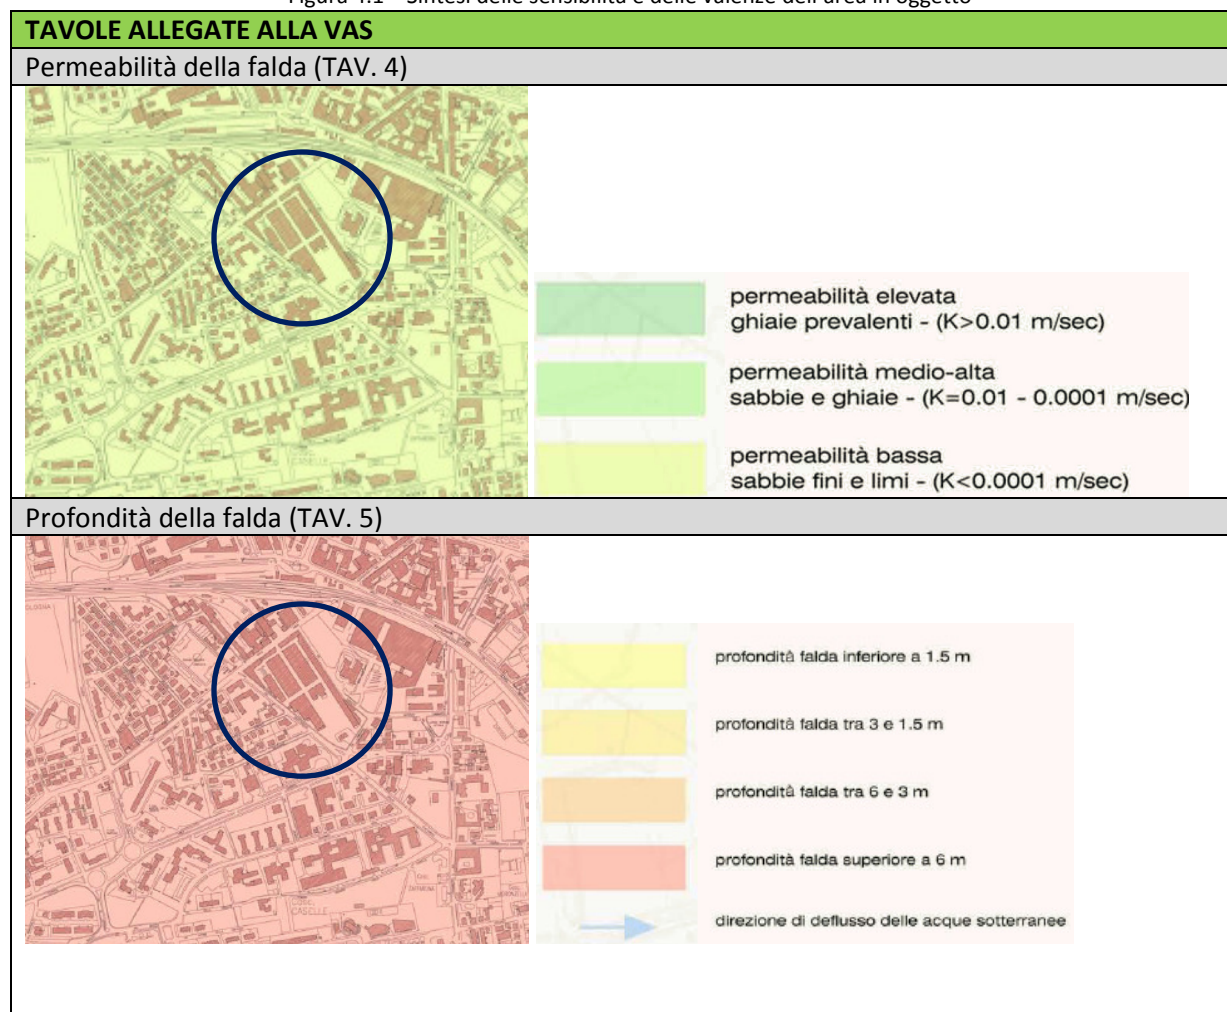 Figura 4.1 – Sintesi delle sensibilità e delle valenze dell'area in oggetto
TAVOLE ALLEGATE ALLA VAS
Permeabilità della falda (TAV. 4)
permeabilità elevata
ghiaie prevalenti - (K>0.01 m/sec)
permeabilità medio-alta
sabbie e ghiaie - (K=0.01 - 0.0001 m/sec)
permeabilità bassa
sabbie fini e limi - (K<0.0001 m/sec)
Profondità della falda (TAV. 5)
CASELLE
profondità falda inferiore a 1.5 m
profondità falda tra 3 e 1.5 m
profondità falda tra 6 e 3 m
profondità falda superiore a 6 m
direzione di deflusso delle acque sotterranee